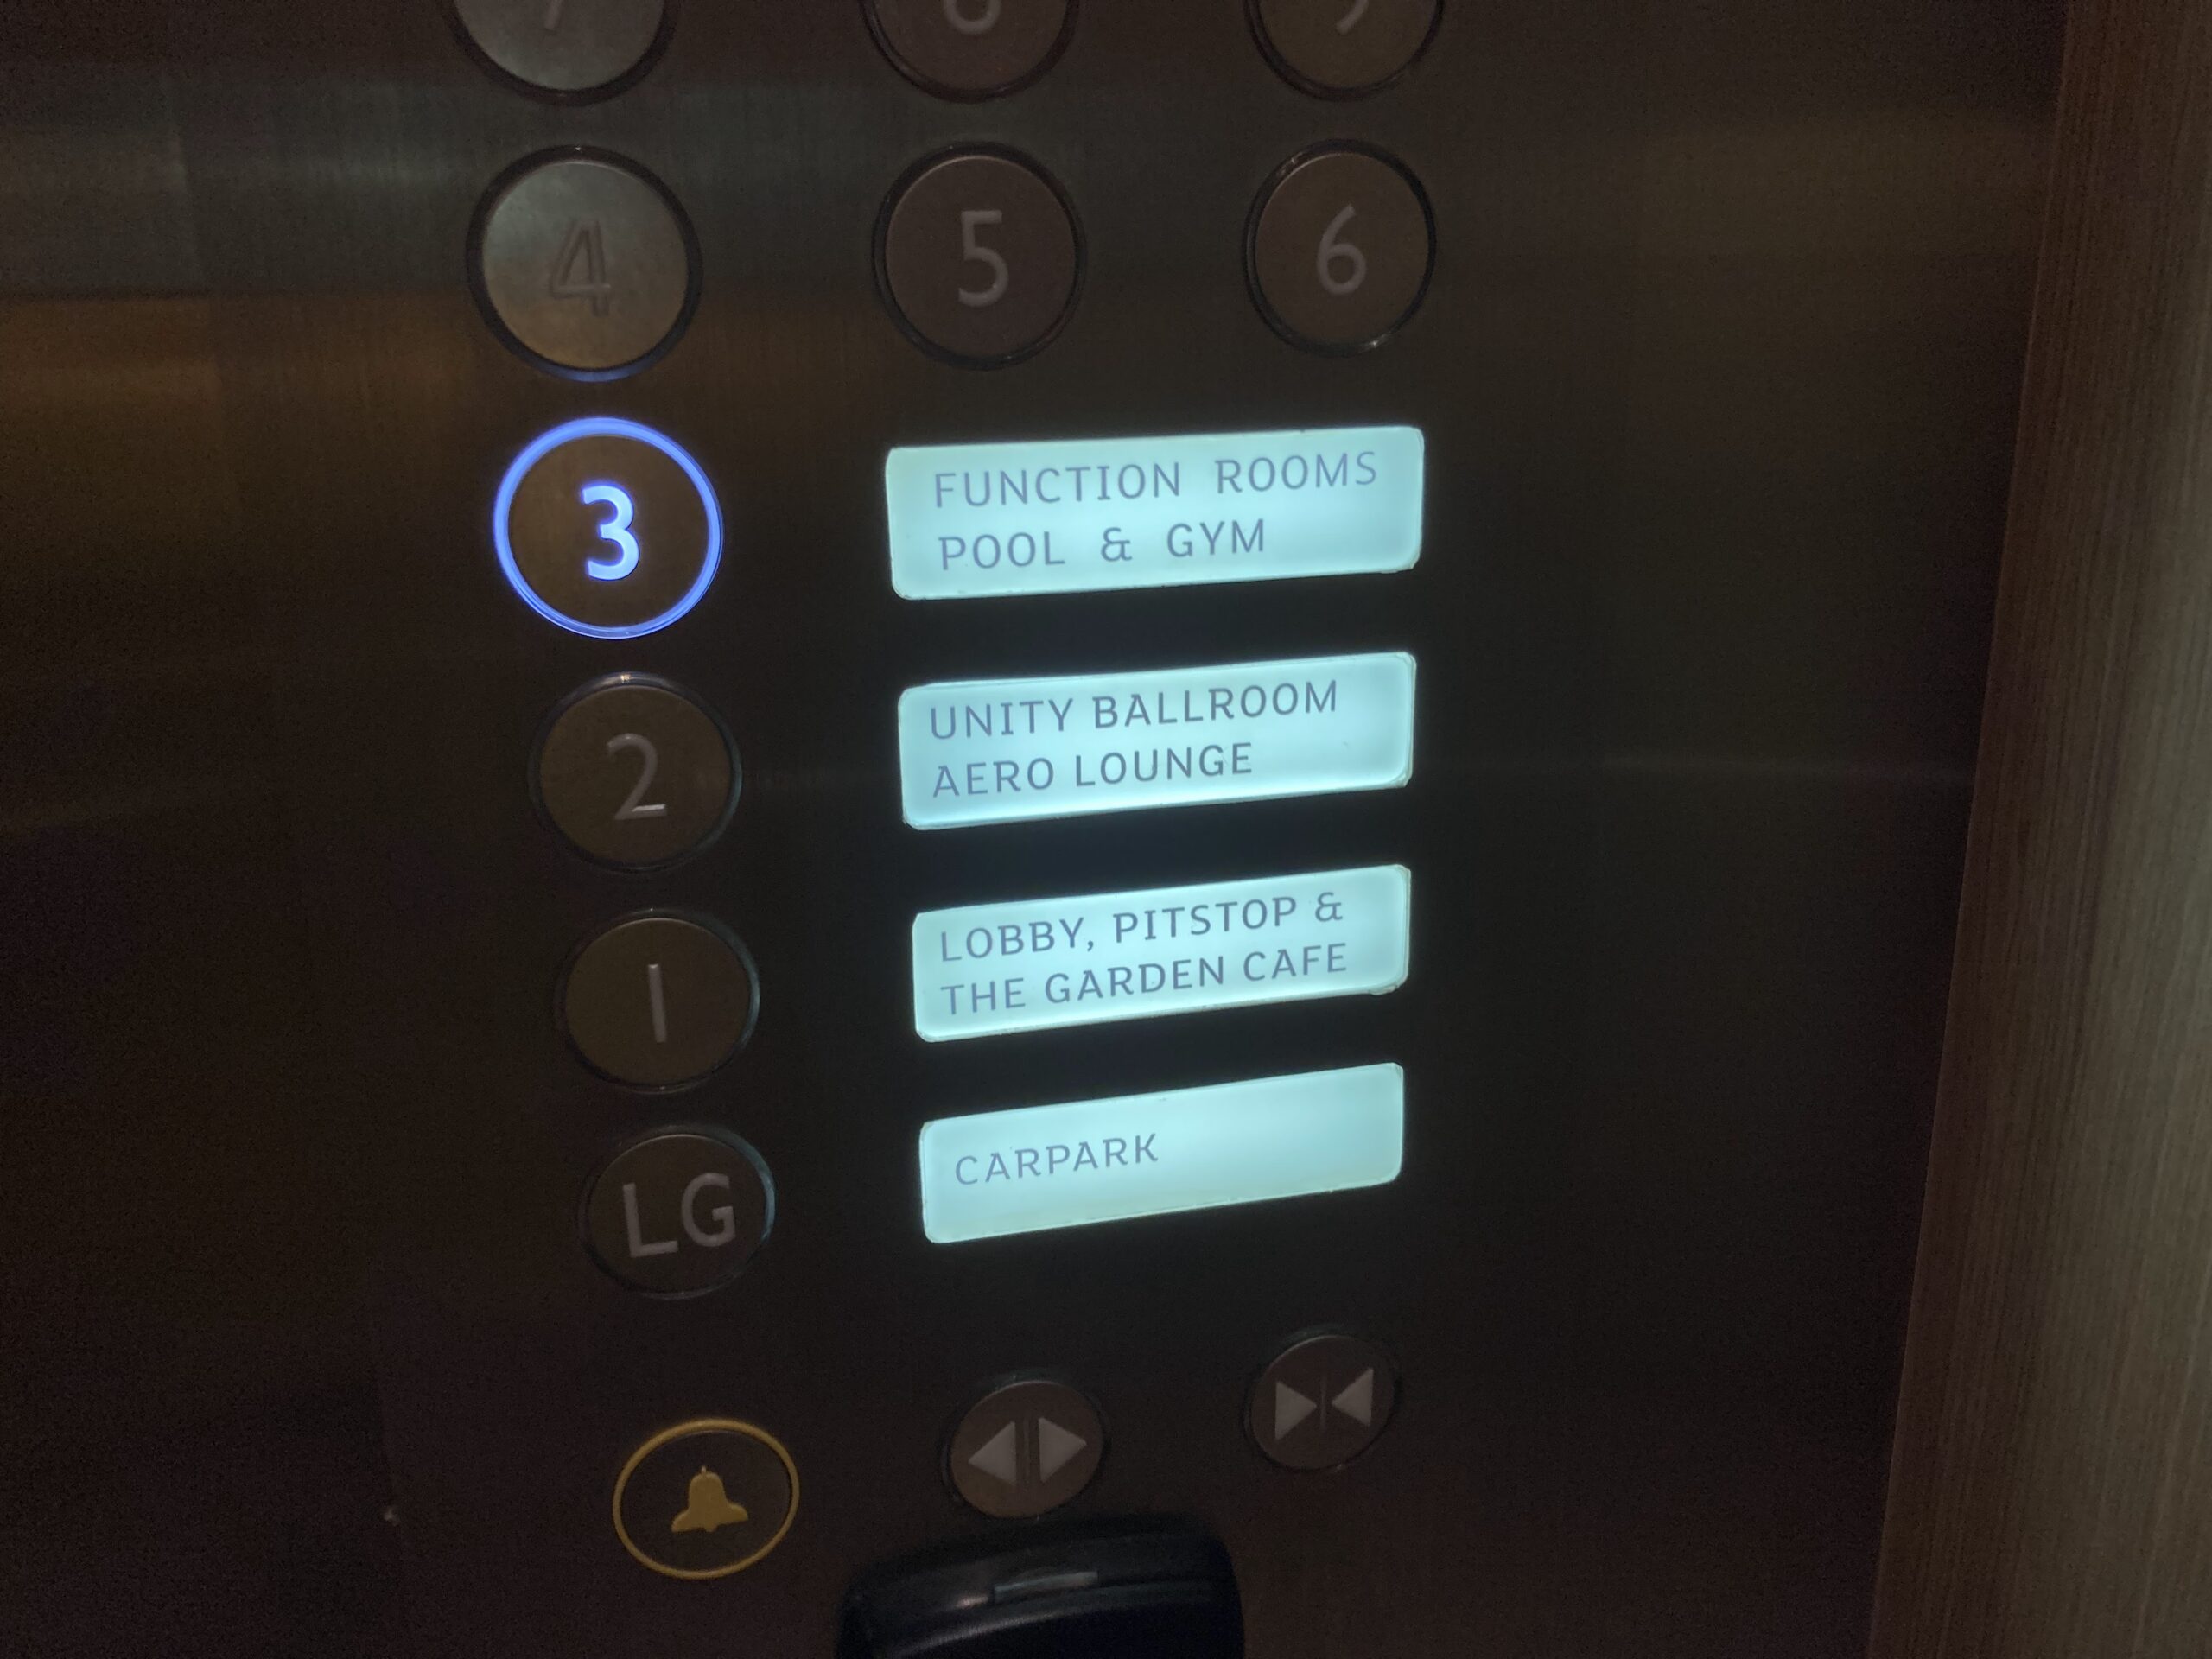 4 5 6
3 FUNCTION ROOMS
POOL & GYM
2 UNITY BALLROOM
AERO LOUNGE
1 LOBBY, PITSTOP &
THE GARDEN CAFE
LG CARPARK